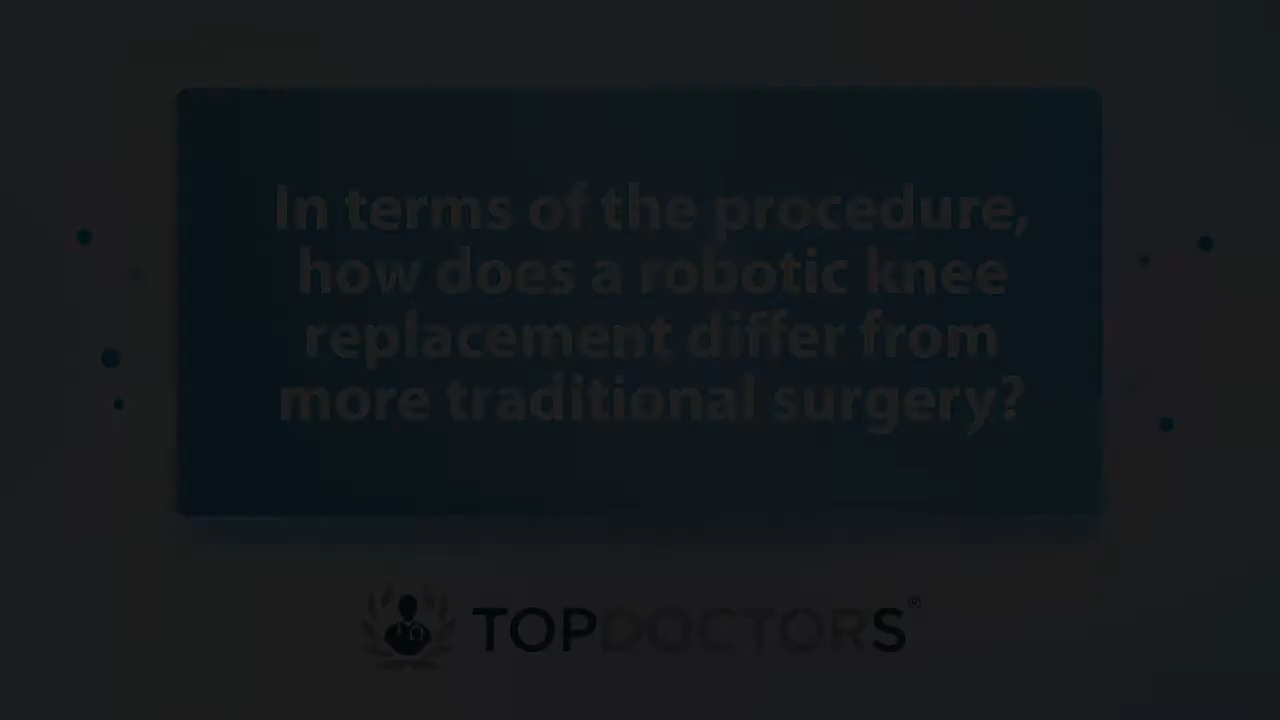 In terms of the procedure,
how does a robotic knee
replacement differ from
more traditional surgery?
TOPDOCTORS®